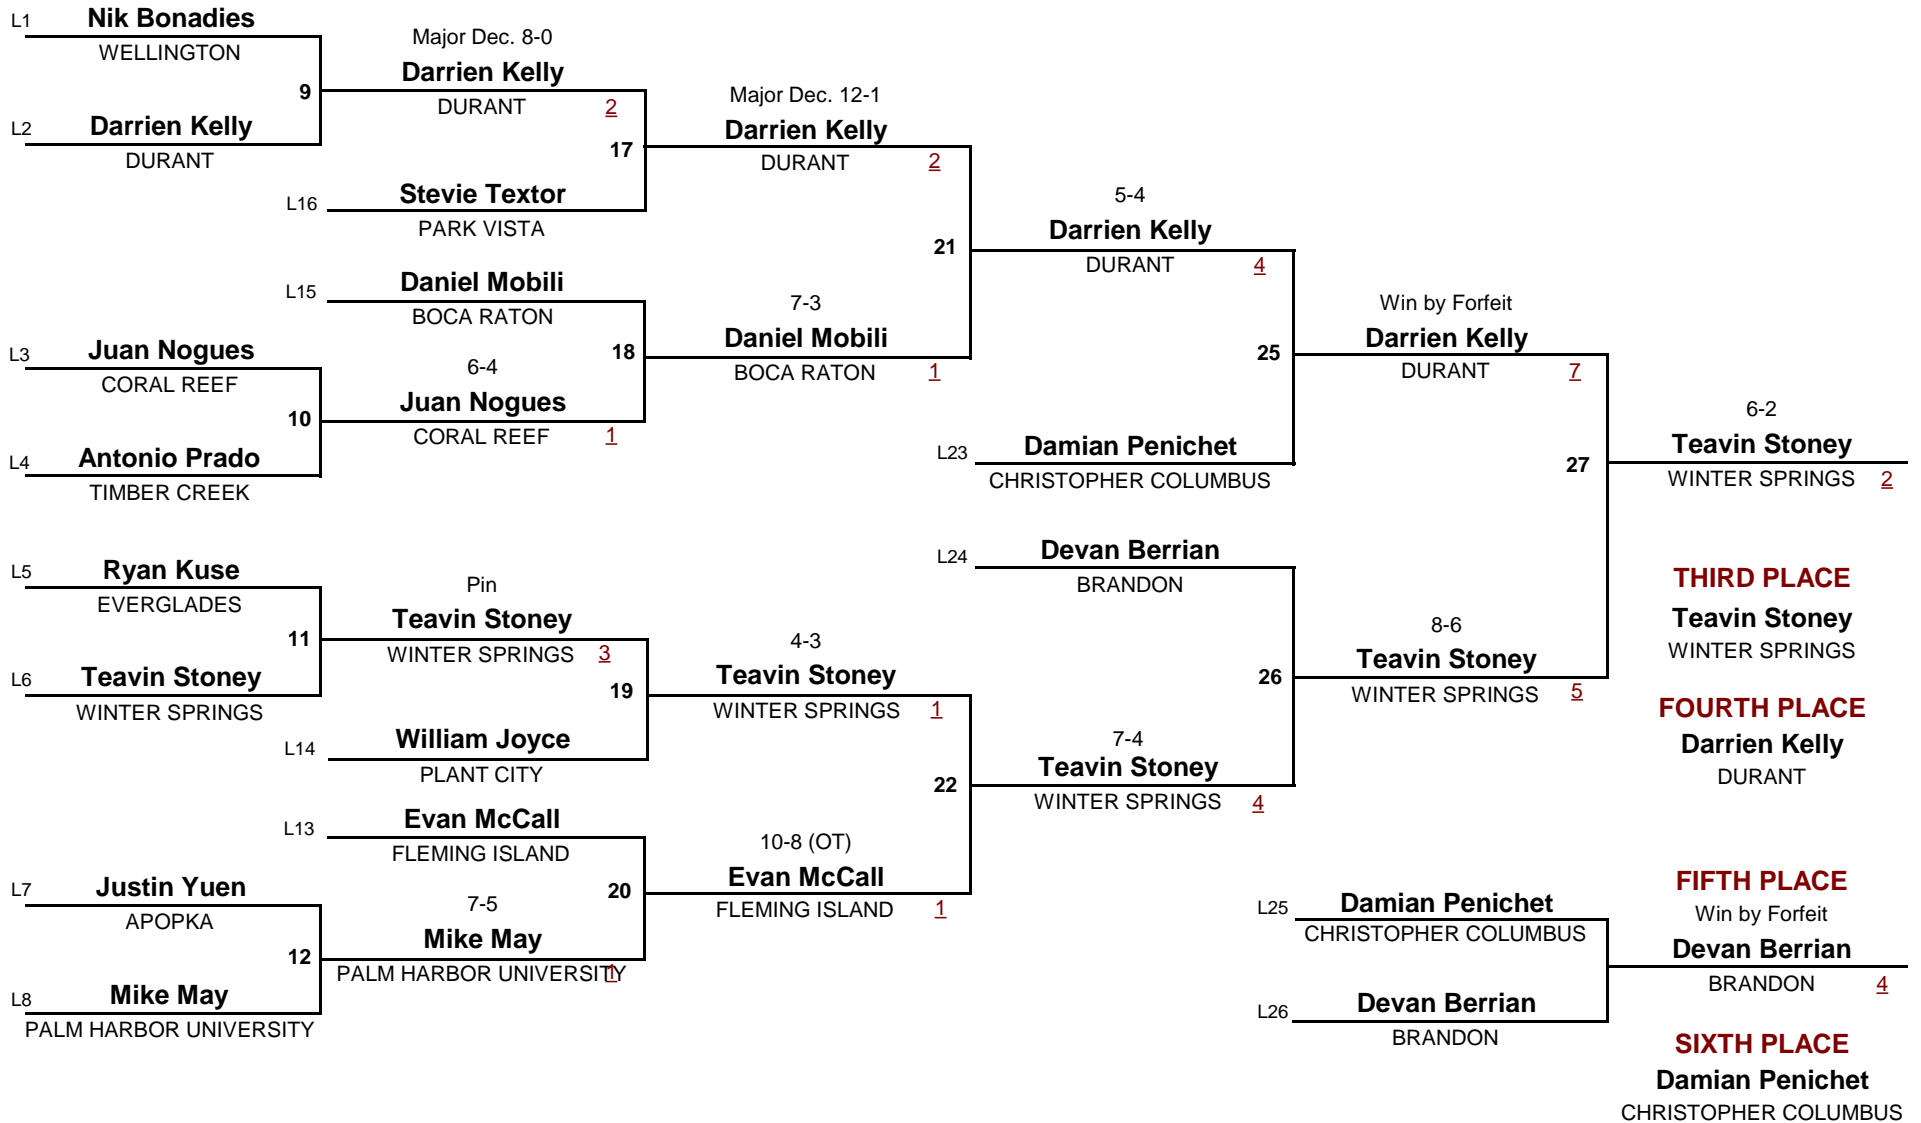 L1 Nik Bonadies
WELLINGTON
9
L2 Darrien Kelly
DURANT
Major Dec. 8-0
Darrien Kelly
DURANT 2
17
L16 Stevie Textor
PARK VISTA
Major Dec. 12-1
Darrien Kelly
DURANT 2
21
L15 Daniel Mobili
BOCA RATON
18
L3 Juan Nogues
CORAL REEF
10
L4 Antonio Prado
TIMBER CREEK
6-4
Juan Nogues
CORAL REEF 1
7-3
Daniel Mobili
BOCA RATON 1
5-4
Darrien Kelly
DURANT 4
25
L23 Damian Penichet
CHRISTOPHER COLUMBUS
Win by Forfeit
Darrien Kelly
DURANT 7
27
6-2
Teavin Stoney
WINTER SPRINGS 2
L5 Ryan Kuse
EVERGLADES
11
L6 Teavin Stoney
WINTER SPRINGS
Pin
Teavin Stoney
WINTER SPRINGS 3
19
L14 William Joyce
PLANT CITY
4-3
Teavin Stoney
WINTER SPRINGS 1
22
L13 Evan McCall
FLEMING ISLAND
20
L7 Justin Yuen
APOPKA
12
L8 Mike May
PALM HARBOR UNIVERSITY
7-5
Mike May
PALM HARBOR UNIVERSITY 1
10-8 (OT)
Evan McCall
FLEMING ISLAND 1
L24 Devan Berrian
BRANDON
26
7-4
Teavin Stoney
WINTER SPRINGS 4
8-6
Teavin Stoney
WINTER SPRINGS 5
THIRD PLACE
Teavin Stoney
WINTER SPRINGS
FOURTH PLACE
Darrien Kelly
DURANT
L25 Damian Penichet
CHRISTOPHER COLUMBUS
L26 Devan Berrian
BRANDON
FIFTH PLACE
Win by Forfeit
Devan Berrian
BRANDON 4
SIXTH PLACE
Damian Penichet
CHRISTOPHER COLUMBUS